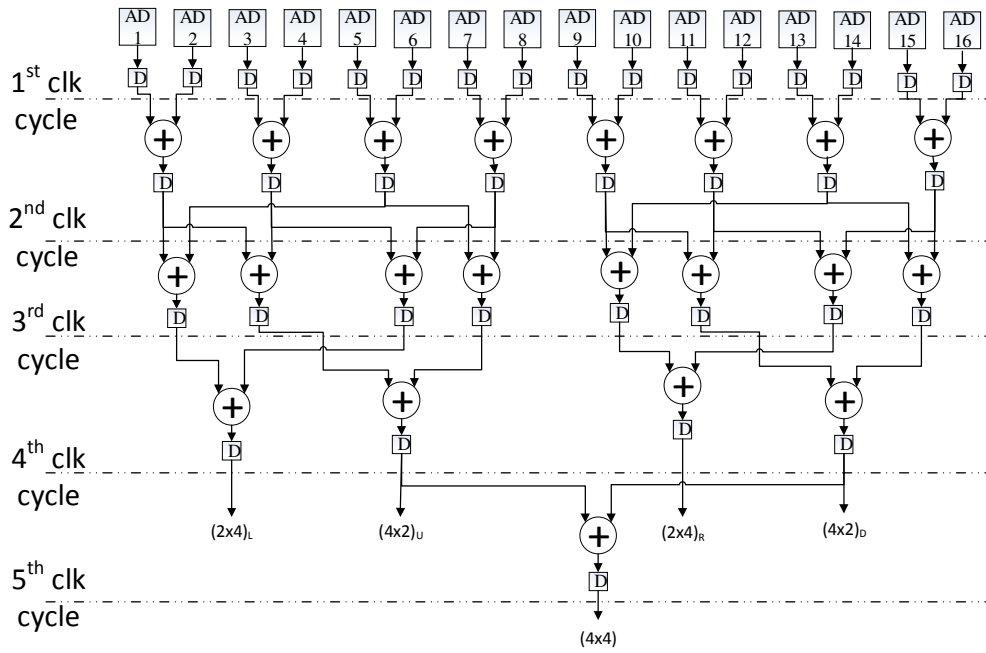 AD 1 AD 2 AD 3 AD 4 AD 5 AD 6 AD 7 AD 8 AD 9 AD 10 AD 11 AD 12 AD 13 AD 14 AD 15 AD 16
D D D D D D D D D D D D D D D D
1st clk
cycle
+ + + + + + + +
D D D D D D D D
2nd clk
cycle
+ + + + + + + +
D D D D D D D D
3rd clk
cycle
+ + + +
D D D D
4th clk
cycle
(2x4)L (4x2)U (2x4)R (4x2)D
+
D
5th clk
cycle
(4x4)